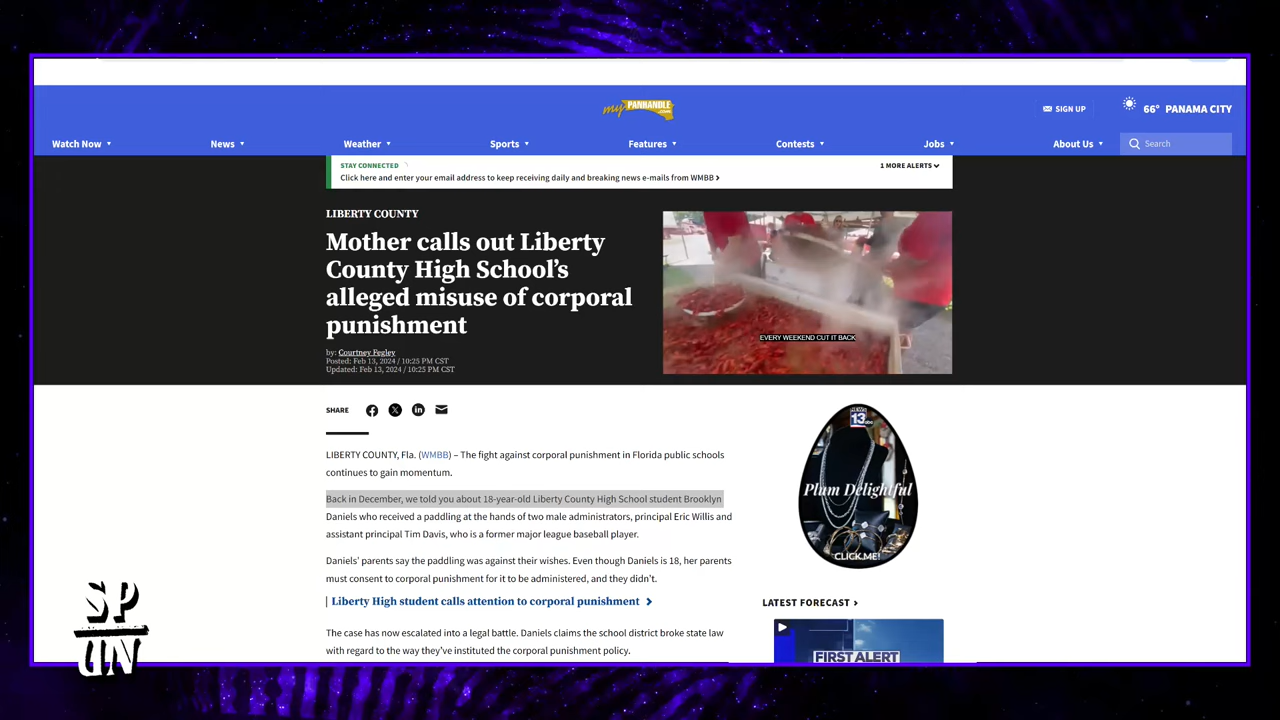 my PANHANDLE .com
SIGN UP
66° PANAMA CITY
Watch Now
News
Weather
Sports
Features
Contests
Jobs
About Us
Search
STAY CONNECTED
1 MORE ALERTS
Click here and enter your email address to keep receiving daily and breaking news e-mails from WMBB
LIBERTY COUNTY
Mother calls out Liberty
County High School's
alleged misuse of corporal
punishment
by: Courtney Fegley
Posted: Feb 13, 2024 / 10:25 PM CST
Updated: Feb 13, 2024 / 10:25 PM CST
EVERY WEEKEND CUT IT BACK
SHARE
LIBERTY COUNTY, Fla. (WMBB) – The fight against corporal punishment in Florida public schools
continues to gain momentum.
Back in December, we told you about 18-year-old Liberty County High School student Brooklyn
Daniels who received a paddling at the hands of two male administrators, principal Eric Willis and
assistant principal Tim Davis, who is a former major league baseball player.
Daniels' parents say the paddling was against their wishes. Even though Daniels is 18, her parents
must consent to corporal punishment for it to be administered, and they didn't.
Liberty High student calls attention to corporal punishment
The case has now escalated into a legal battle. Daniels claims the school district broke state law
with regard to the way they've instituted the corporal punishment policy.
NEWS
13
Plum Delightful
CLICK ME!
LATEST FORECAST
FIRST ALERT
SP
UN